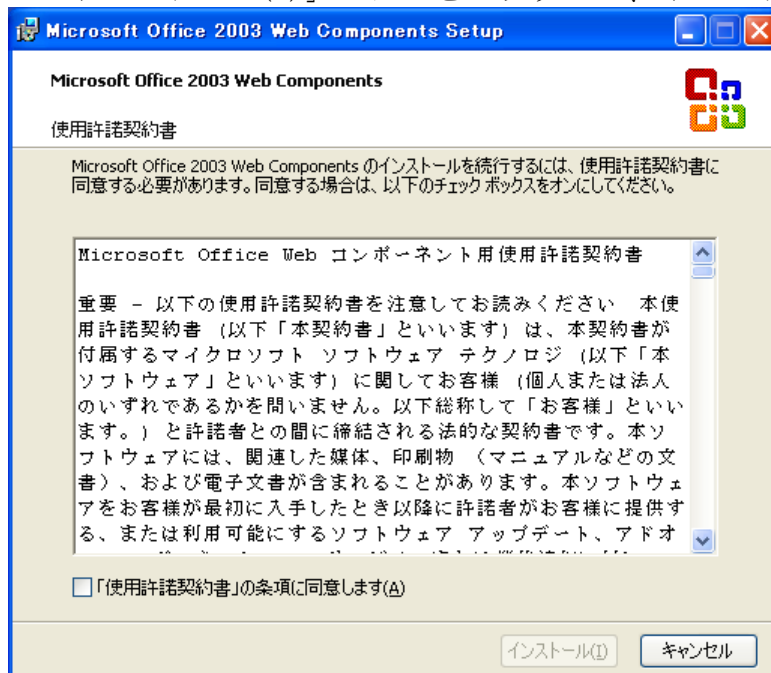 Microsoft Office 2003 Web Components Setup
Microsoft Office 2003 Web Components
使用許諾契約書
Microsoft Office 2003 Web Components のインストールを続行するには、使用許諾契約書に
同意する必要があります。同意する場合は、以下のチェック ボックスをオンにしてください。
Microsoft Office Web コンポーネント用使用許諾契約書
重要 – 以下の使用許諾契約書を注意してお読みください 本使
用許諾契約書 (以下「本契約書」といいます) は、本契約書が
付属するマイクロソフト ソフトウェア テクノロジ (以下「本
ソフトウェア」といいます) に関してお客様 (個人または法人
のいずれであるかを問いません。以下総称して「お客様」といい
ます。) と許諾者との間に締結される法的な契約書です。本ソ
フトウェアには、関連した媒体、印刷物 (マニュアルなどの文
書)、および電子文書が含まれることがあります。本ソフトウェ
アをお客様が最初に入手したとき以降に許諾者がお客様に提供す
る、または利用可能にするソフトウェア アップデート、アドオ
「使用許諾契約書」の条項に同意します(A)
インストール(I)
キャンセル